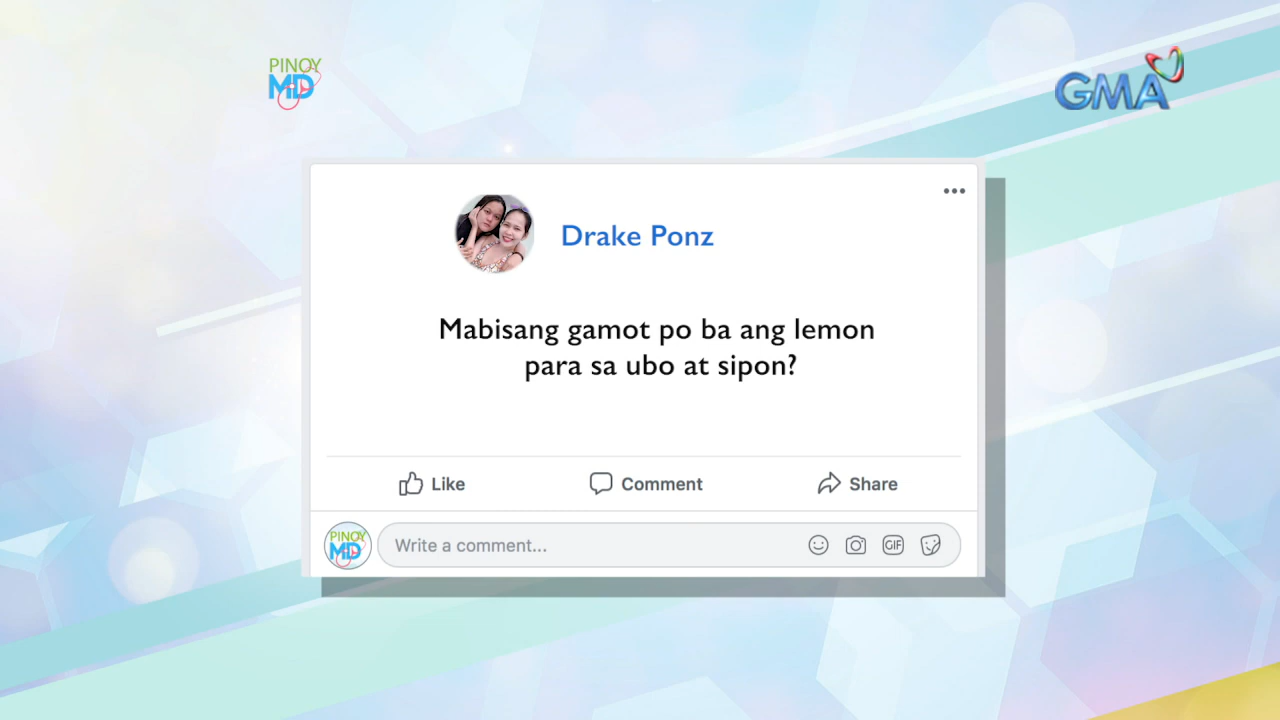 PINOY
MD
GMA
Drake Ponz
Mabisang gamot po ba ang lemon
para sa ubo at sipon?
Like
Comment
Share
PINOY
MD
Write a comment...
GIF